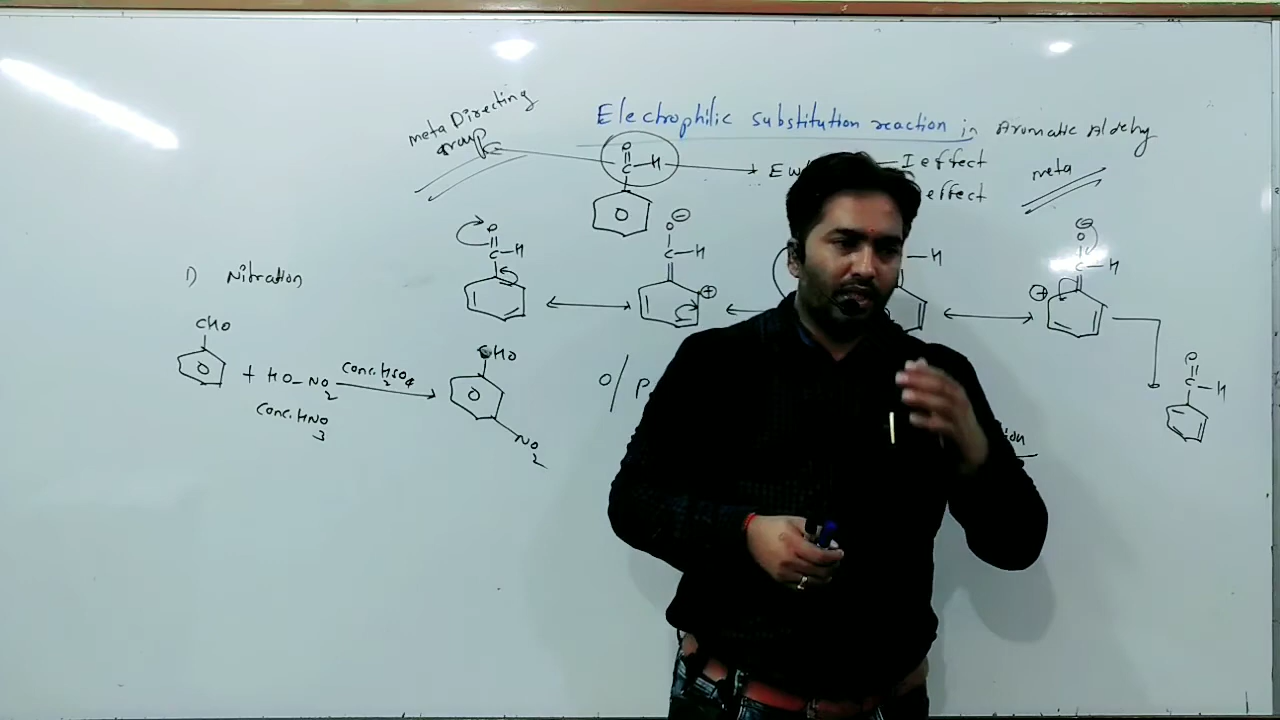 Electrophilic substitution reaction in Aromatic Aldehy
meta Directing
group
O
C—H
I effect
effect
meta
O
C—H
O
C—H
—H
O
C—H
1) Nitration
CHO
+ HO—NO2
Conc. H2SO4
Conc. HNO3
CHO
NO2
O/P
O
C—H